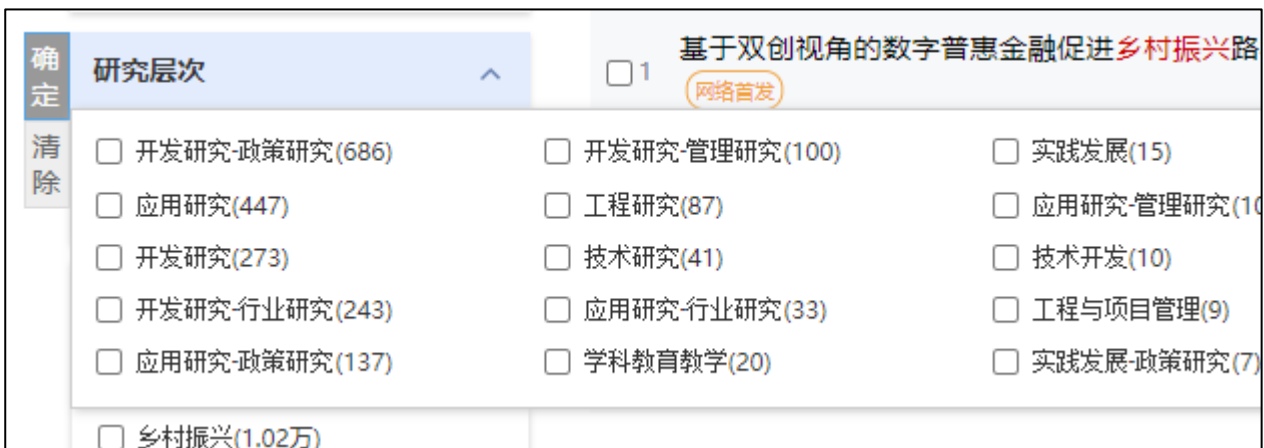 确定
清除
研究层次
1
基于双创视角的数字普惠金融促进乡村振兴路
网络首发
开发研究-政策研究(686)
开发研究-管理研究(100)
实践发展(15)
应用研究(447)
工程研究(87)
应用研究-管理研究(10
开发研究(273)
技术研究(41)
技术开发(10)
开发研究-行业研究(243)
应用研究-行业研究(33)
工程与项目管理(9)
应用研究-政策研究(137)
学科教育教学(20)
实践发展-政策研究(7)
乡村振兴(1.02万)